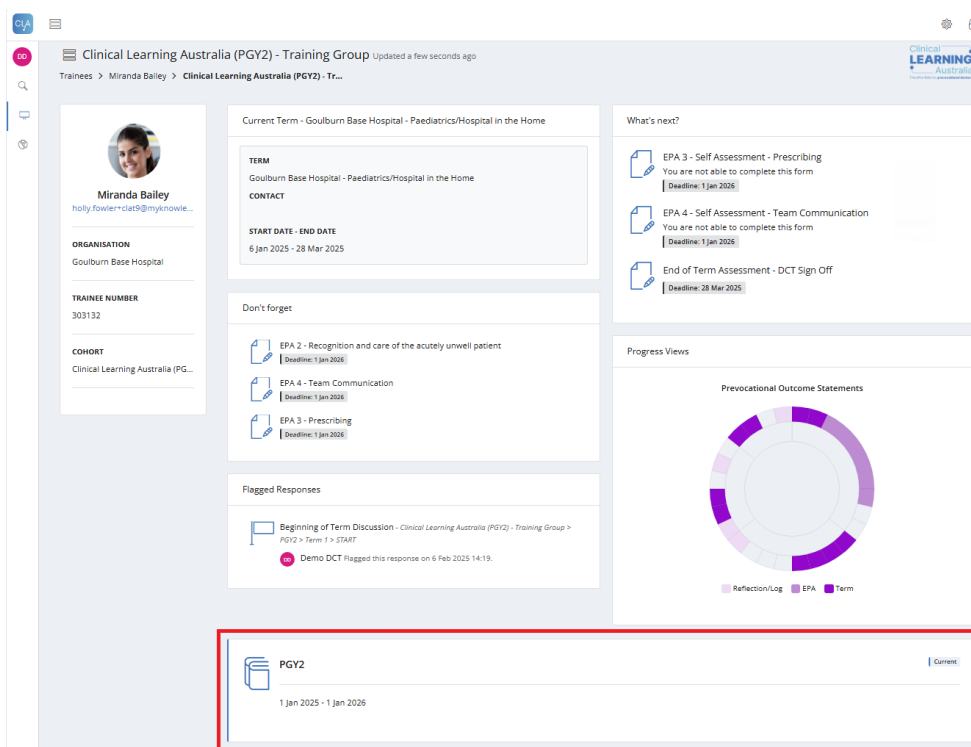 CLA
DD
Clinical Learning Australia (PGY2) - Training Group Updated a few seconds ago
Trainees > Miranda Bailey > Clinical Learning Australia (PGY2) - Tr...
Clinical
LEARNING
Australia
Miranda Bailey
holly.fowler+clat9@myknowle...
ORGANISATION
Goulburn Base Hospital
TRAINEE NUMBER
303132
COHORT
Clinical Learning Australia (PG...
Current Term - Goulburn Base Hospital - Paediatrics/Hospital in the Home
TERM
Goulburn Base Hospital - Paediatrics/Hospital in the Home
CONTACT
START DATE - END DATE
6 Jan 2025 - 28 Mar 2025
Don't forget
EPA 2 - Recognition and care of the acutely unwell patient
Deadline: 1 Jan 2026
EPA 4 - Team Communication
Deadline: 1 Jan 2026
EPA 3 - Prescribing
Deadline: 1 Jan 2026
Flagged Responses
Beginning of Term Discussion - Clinical Learning Australia (PGY2) - Training Group >
PGY2 > Term 1 > START
DD Demo DCT Flagged this response on 6 Feb 2025 14:19.
What's next?
EPA 3 - Self Assessment - Prescribing
You are not able to complete this form
Deadline: 1 Jan 2026
EPA 4 - Self Assessment - Team Communication
You are not able to complete this form
Deadline: 1 Jan 2026
End of Term Assessment - DCT Sign Off
Deadline: 28 Mar 2025
Progress Views
Prevocational Outcome Statements
Reflection/Log EPA Term
PGY2
Current
1 Jan 2025 - 1 Jan 2026